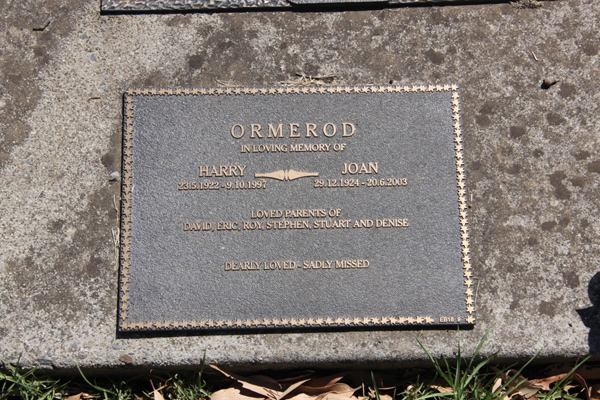 ORMEROD
IN LOVING MEMORY OF
HARRY JOAN
23.5.1922 - 9.10.1997 29.12.1924 - 20.6.2003
LOVED PARENTS OF
DAVID, ERIC, ROY, STEPHEN, STUART AND DENISE
DEARLY LOVED - SADLY MISSED